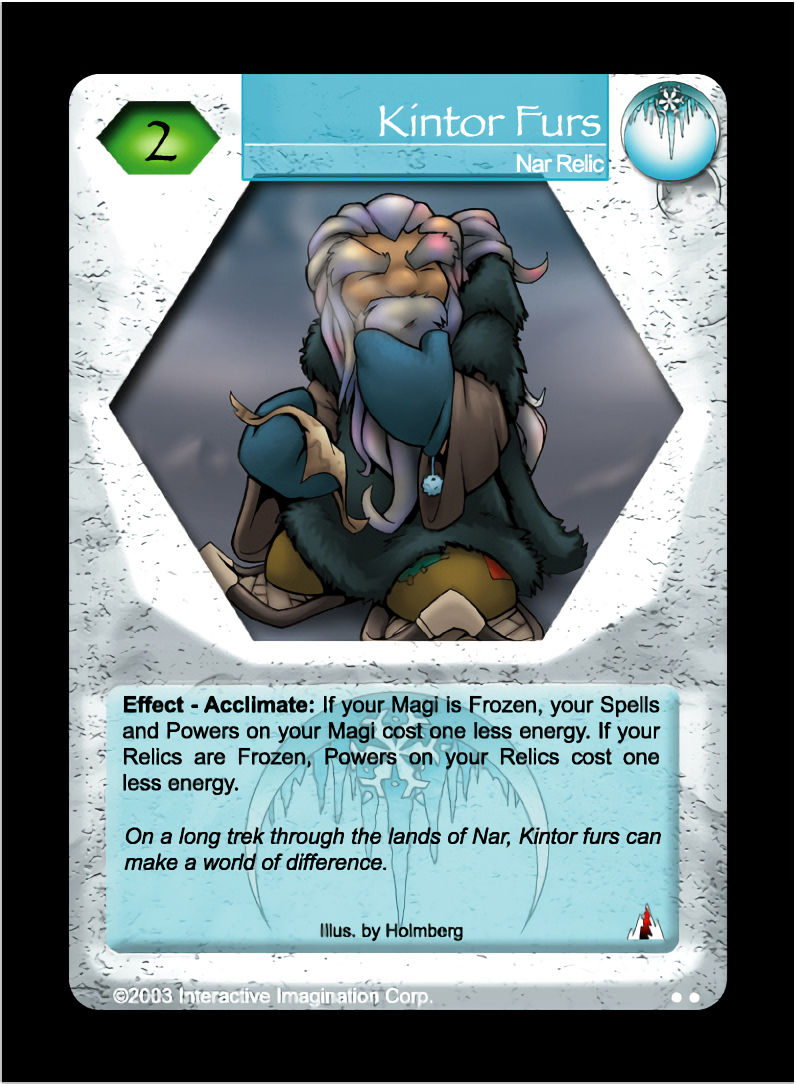 2
Kintor Furs
Nar Relic
Effect - Acclimate: If your Magi is Frozen, your Spells
and Powers on your Magi cost one less energy. If your
Relics are Frozen, Powers on your Relics cost one
less energy.
On a long trek through the lands of Nar, Kintor furs can
make a world of difference.
Illus. by Holmberg
©2003 Interactive Imagination Corp.